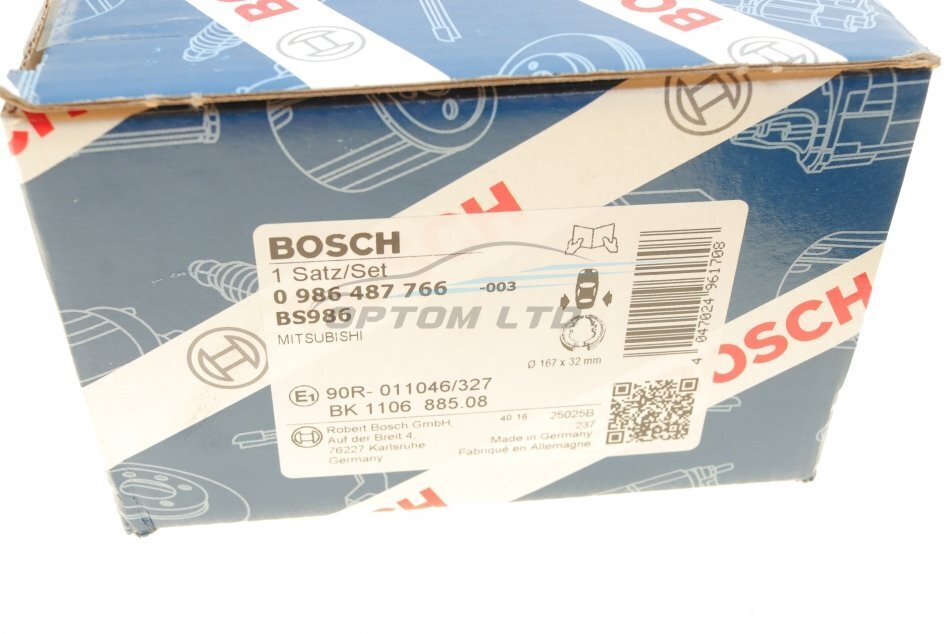 BOSCH
BOSCH
1 Satz/Set
0 986 487 766 -003
BS986
MITSUBISHI
OPTOM LTD
Ø 167 x 32 mm
4 047024 961708
E1 90R- 011046/327
BK 1106 885.08
Robert Bosch GmbH,
Auf der Breit 4,
76227 Karlsruhe
Germany
40 16 25025B
237
Made in Germany
Fabriqué en Allemagne